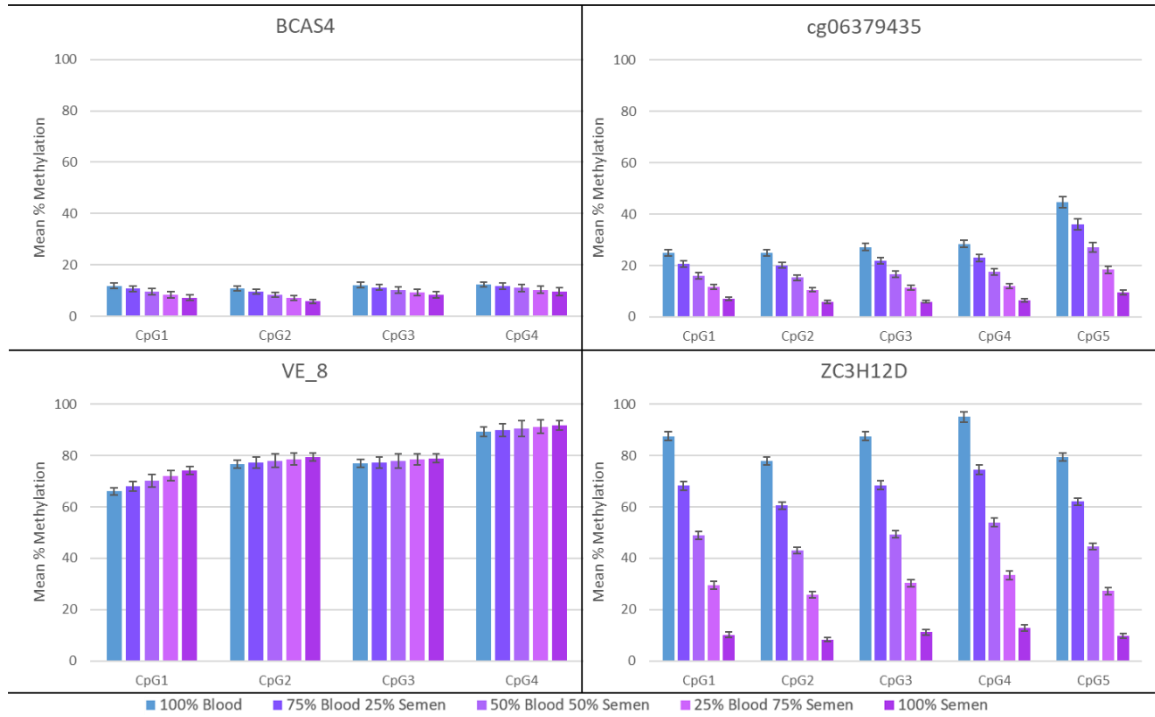 BCAS4
Mean % Methylation
100
80
60
40
20
0
CpG1 CpG2 CpG3 CpG4
cg06379435
Mean % Methylation
100
80
60
40
20
0
CpG1 CpG2 CpG3 CpG4 CpG5
VE_8
Mean % Methylation
100
80
60
40
20
0
CpG1 CpG2 CpG3 CpG4
ZC3H12D
Mean % Methylation
100
80
60
40
20
0
CpG1 CpG2 CpG3 CpG4 CpG5
100% Blood 75% Blood 25% Semen 50% Blood 50% Semen 25% Blood 75% Semen 100% Semen